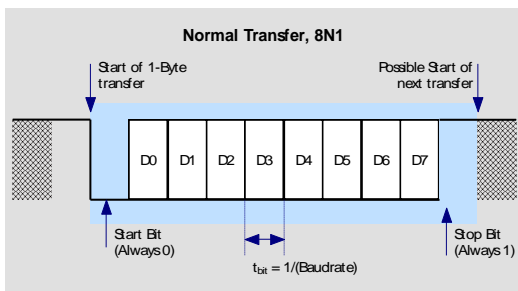 Normal Transfer, 8N1
Start of 1-Byte
transfer
Possible Start of
next transfer
D0 D1 D2 D3 D4 D5 D6 D7
Start Bit
(Always 0)
tbit = 1/(Baudrate)
Stop Bit
(Always 1)